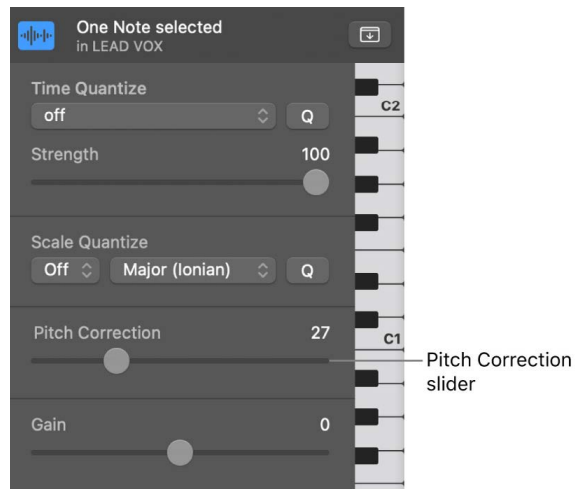 One Note selected
in LEAD VOX
Time Quantize
off Q
C2
Strength 100
Scale Quantize
Off Major (Ionian) Q
Pitch Correction 27
C1
Pitch Correction
slider
Gain 0